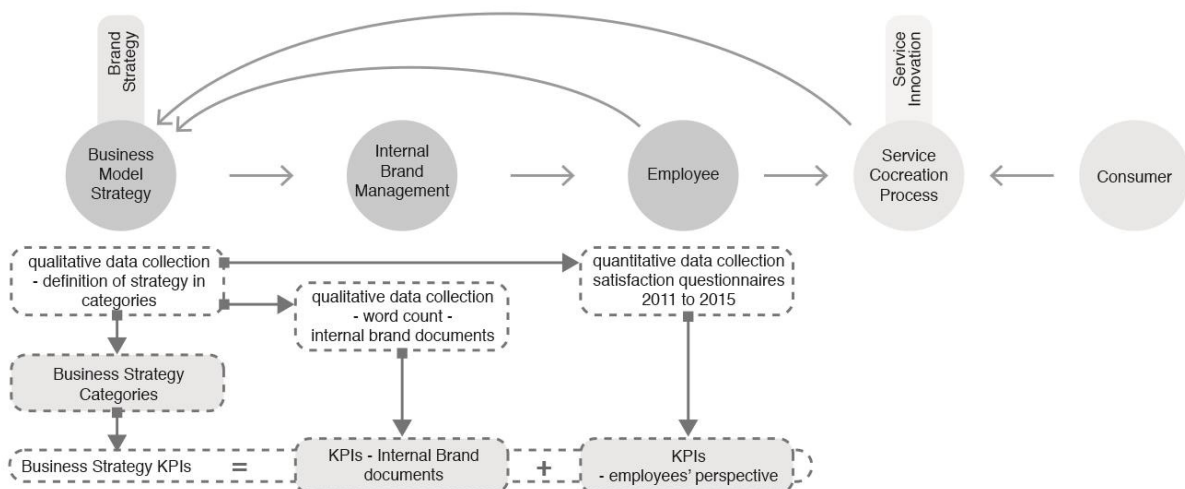 Brand
Strategy
Service
Innovation
Business
Model
Strategy
Internal
Brand
Management
Employee
Service
Cocreation
Process
Consumer
qualitative data collection
- definition of strategy in
categories
qualitative data collection
- word count -
internal brand documents
quantitative data collection
satisfaction questionnaires
2011 to 2015
Business Strategy
Categories
Business Strategy KPIs
=
KPIs - Internal Brand
documents
+
KPIs
- employees' perspective